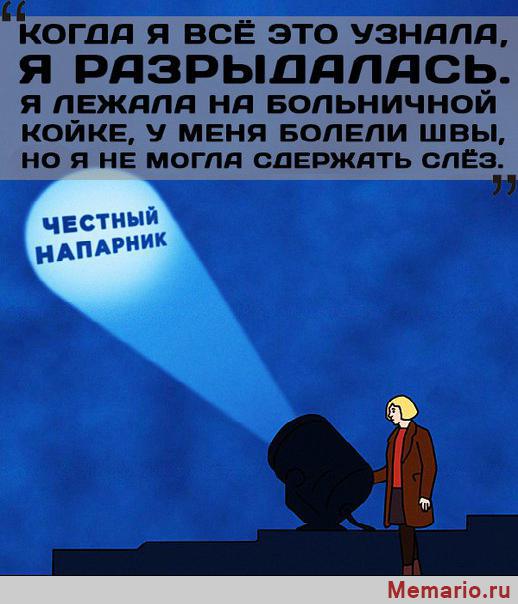 “
КОГДА Я ВСЁ ЭТО УЗНАЛА,
Я РАЗРЫДАЛАСЬ.
Я ЛЕЖАЛА НА БОЛЬНИЧНОЙ
КОЙКЕ, У МЕНЯ БОЛЕЛИ ШВЫ,
НО Я НЕ МОГЛА СДЕРЖАТЬ СЛЁЗ.
”
ЧЕСТНЫЙ
НАПАРНИК
Memario.ru